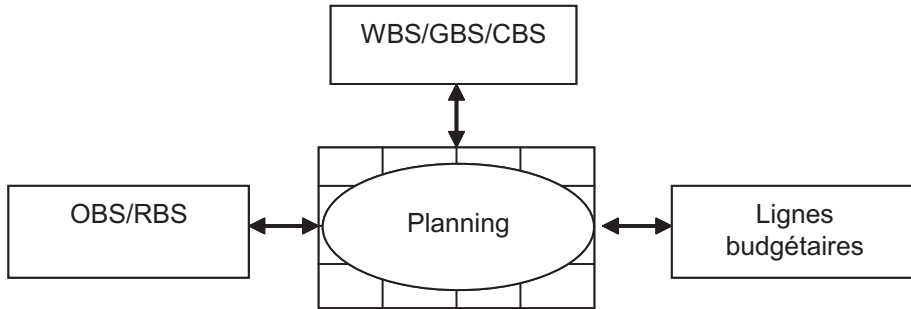 WBS/GBS/CBS
OBS/RBS
Planning
Lignes
budgétaires